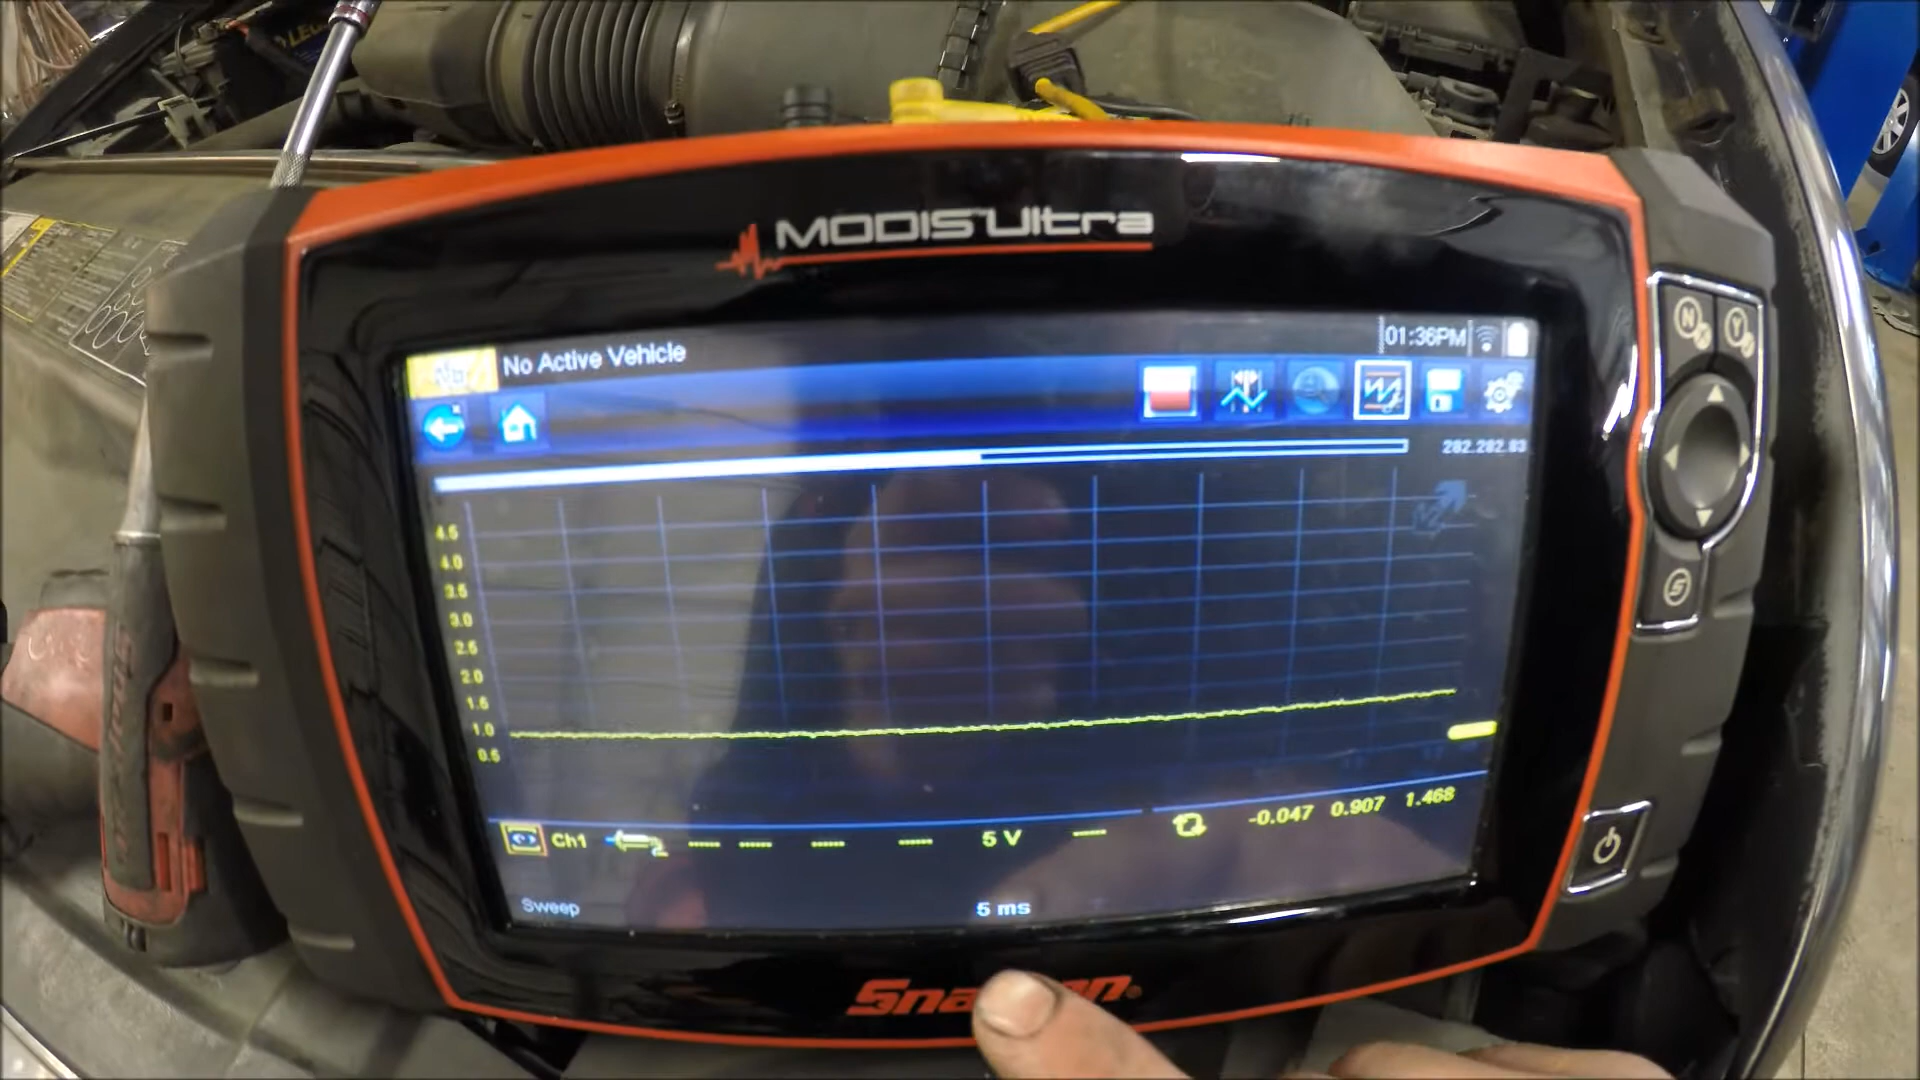 MODIS Ultra
01:36PM
No Active Vehicle
282.282.83
4.5
4.0
3.5
3.0
2.5
2.0
1.5
1.0
0.5
-0.047 0.907 1.468
Ch1 5 V
Sweep 5 ms
N
Y
S